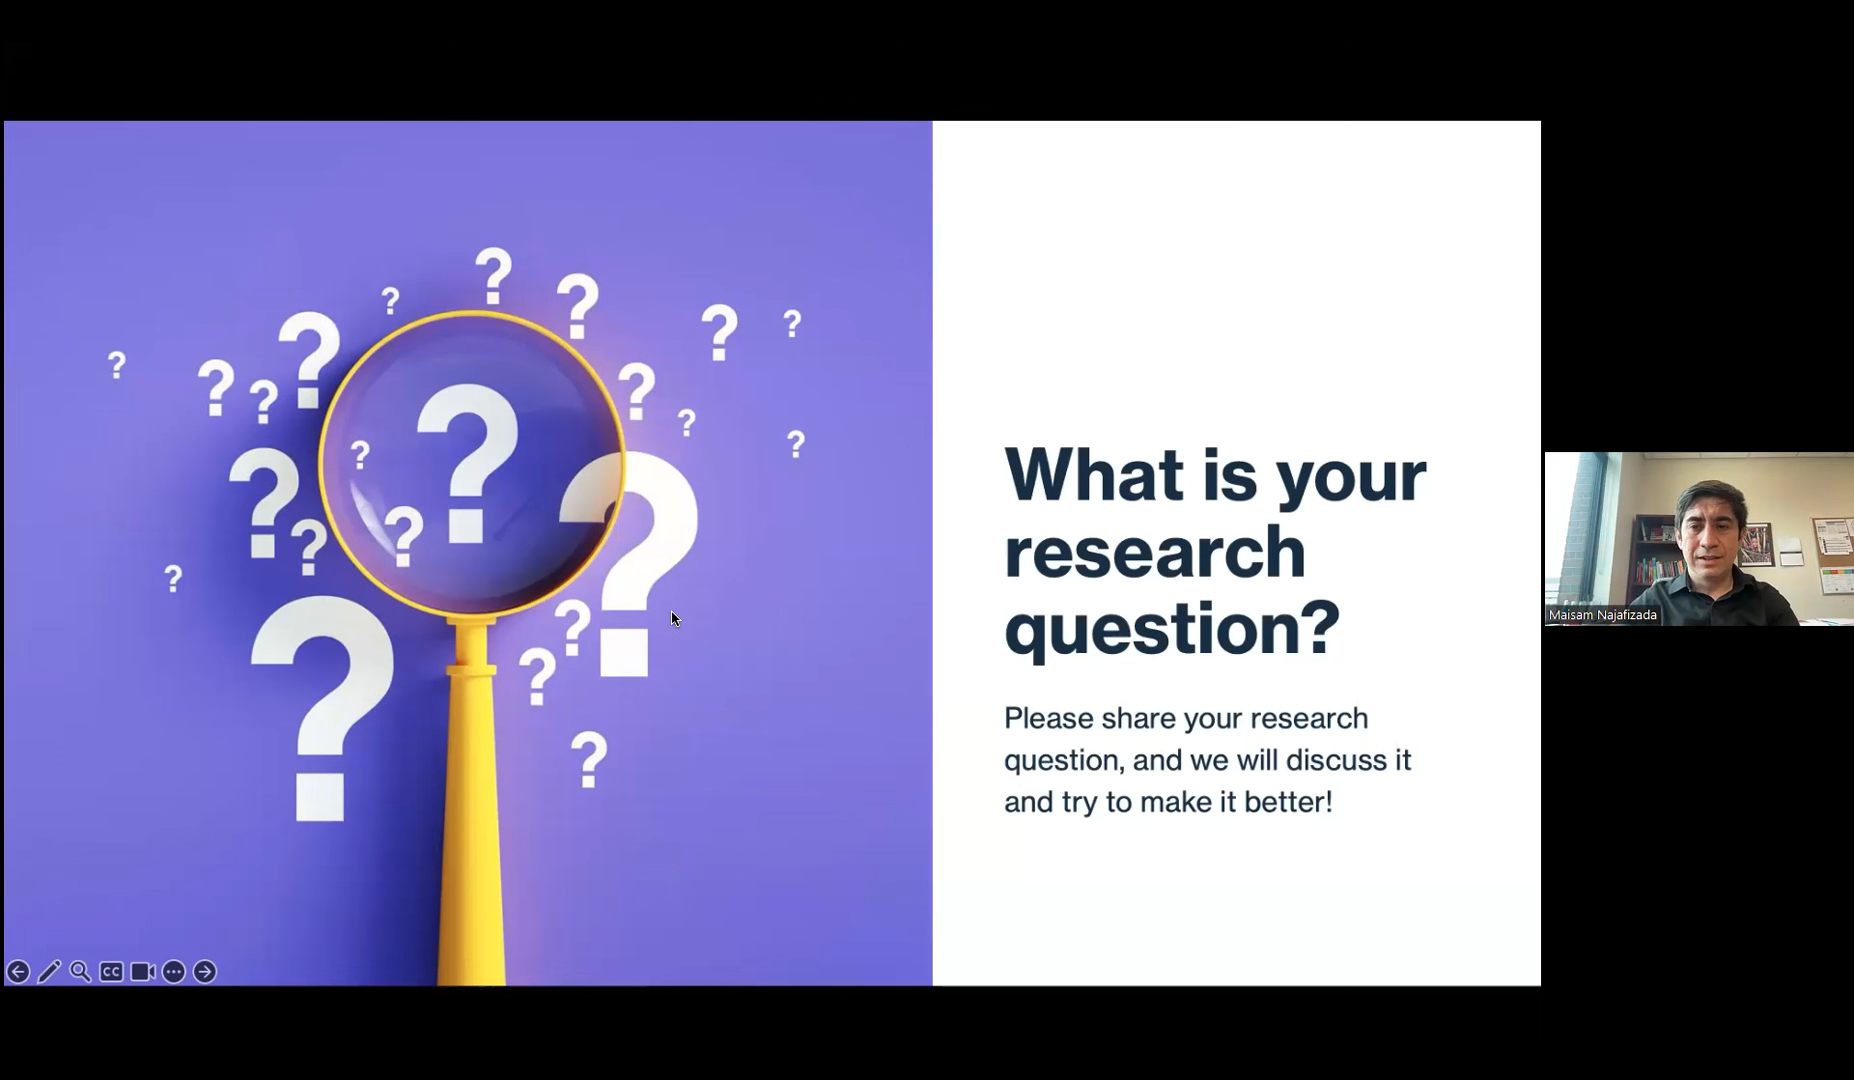 What is your
research
question?
Please share your research
question, and we will discuss it
and try to make it better!
Maisam Najafizada
CC